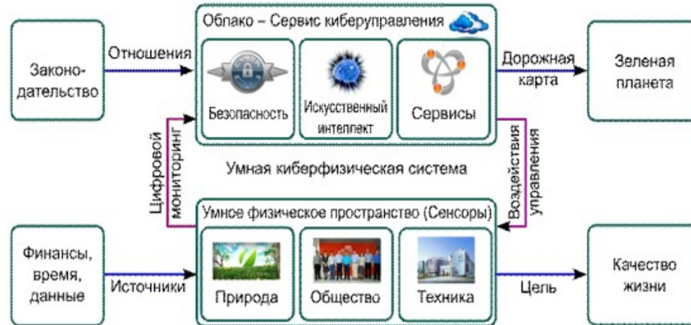 Облако – Сервис киберуправления
Законо-
дательство
Отношения
Безопасность
Искусственный
интеллект
Сервисы
Дорожная
карта
Зеленая
планета
Цифровой
мониторинг
Умная киберфизическая система
Воздействия
управления
Умное физическое пространство (Сенсоры)
Финансы,
время,
данные
Источники
Природа
Общество
Техника
Цель
Качество
жизни